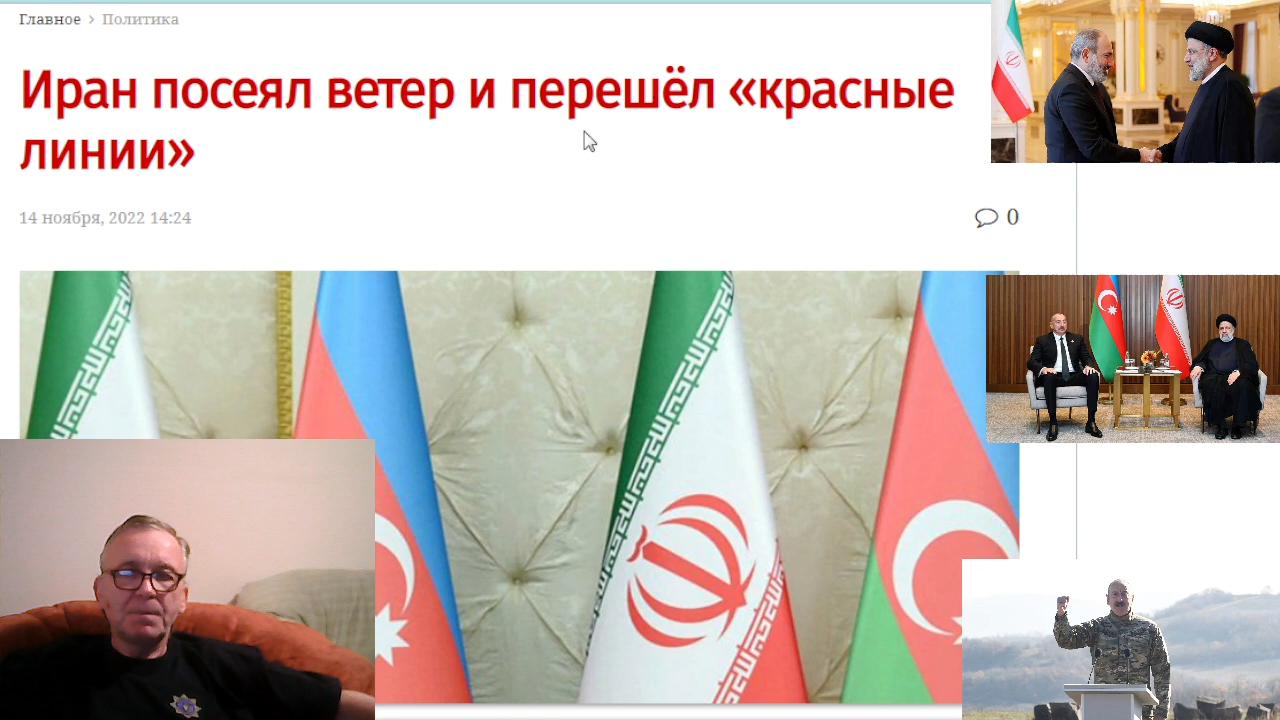 Главное > Политика
Иран посеял ветер и перешёл «красные
линии»
14 ноября, 2022 14:24
0